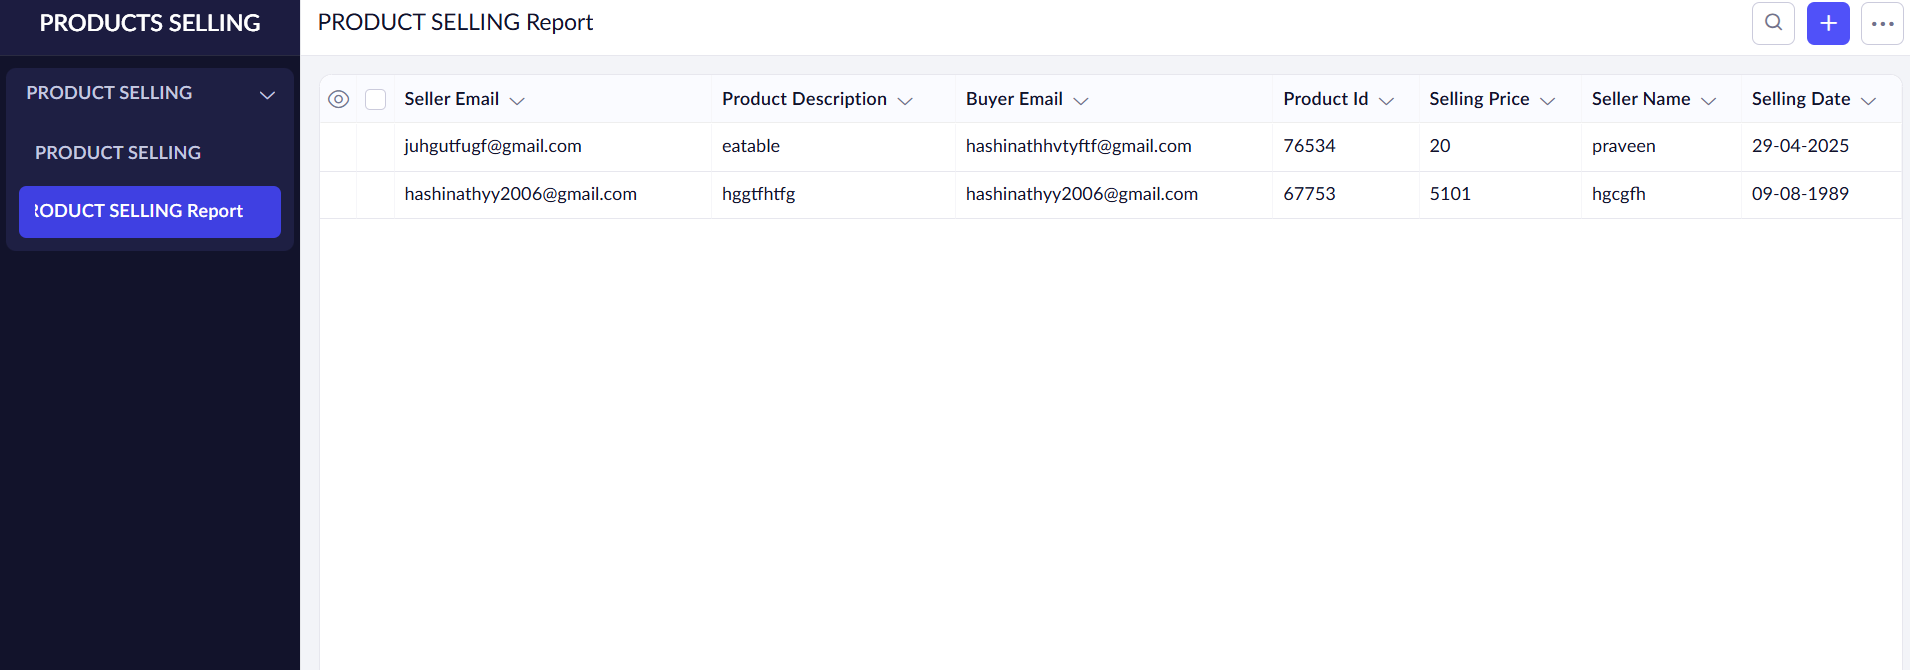 PRODUCTS SELLING
PRODUCT SELLING
PRODUCT SELLING
RODUCT SELLING Report
PRODUCT SELLING Report
Seller Email Product Description Buyer Email Product Id Selling Price Seller Name Selling Date
juhgutfugf@gmail.com eatable hashinathhvtyftf@gmail.com 76534 20 praveen 29-04-2025
hashinathyy2006@gmail.com hggtfhtfg hashinathyy2006@gmail.com 67753 5101 hgcgfh 09-08-1989